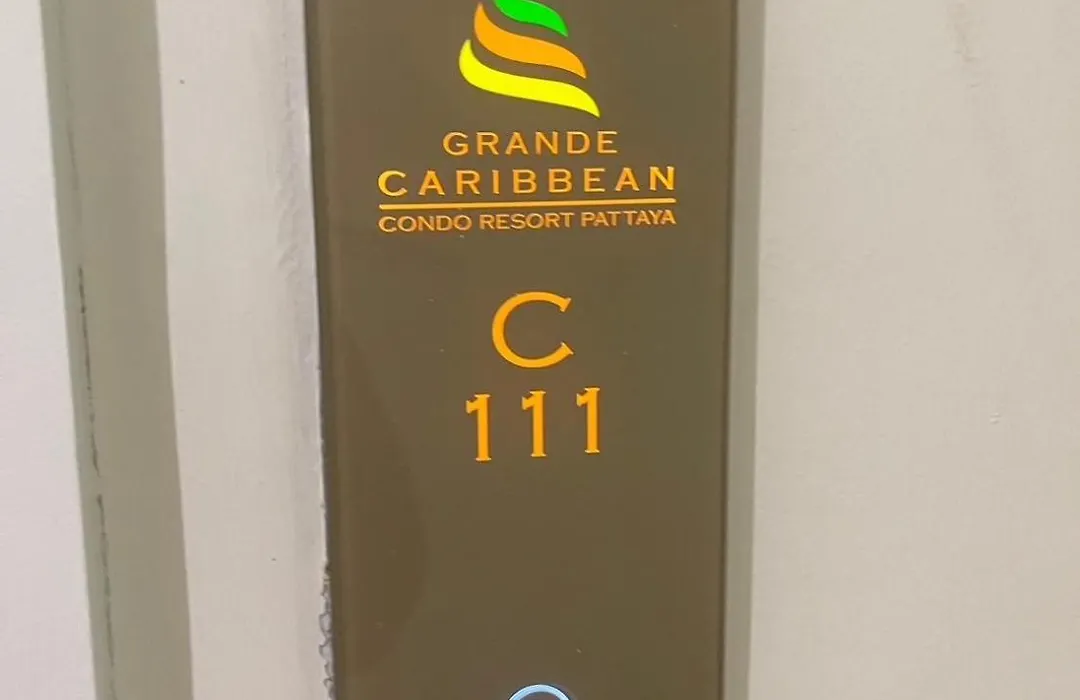 GRANDE
CARIBBEAN
CONDO RESORT PATTAYA
C
111